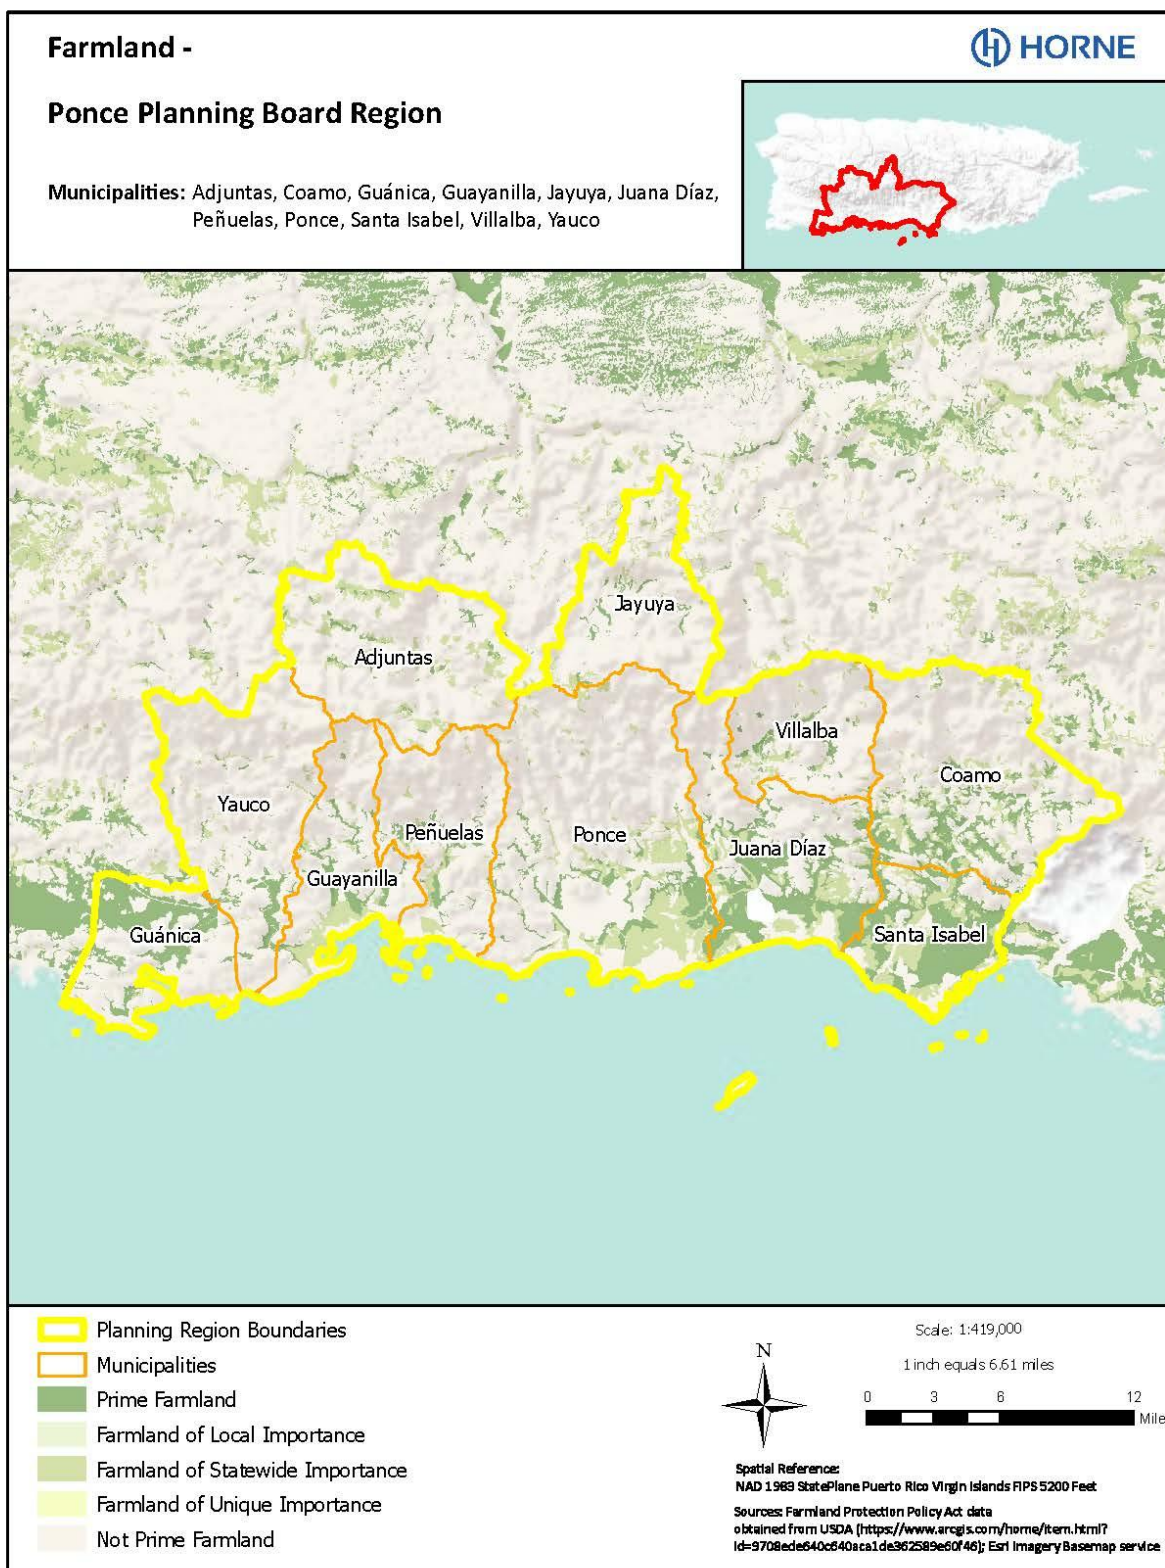 Farmland -
HORNE
Ponce Planning Board Region
Municipalities: Adjuntas, Coamo, Guánica, Guayanilla, Jayuya, Juana Díaz,
Peñuelas, Ponce, Santa Isabel, Villalba, Yauco
Jayuya
Adjuntas
Villalba
Coamo
Yauco
Peñuelas
Ponce
Juana Díaz
Guayanilla
Guánica
Santa Isabel
Planning Region Boundaries
Municipalities
Prime Farmland
Farmland of Local Importance
Farmland of Statewide Importance
Farmland of Unique Importance
Not Prime Farmland
Scale: 1:419,000
1 inch equals 6.61 miles
N
0 3 6 12
Mile
Spatial Reference:
NAD 1983 StatePlane Puerto Rico Virgin Islands FIPS 5200 Feet
Sources: Farmland Protection Policy Act data
obtained from USDA (https://www.arcgis.com/home/item.html?
id=9708ede640c640aca1de362589e60f46); Esri Imagery Basemap service